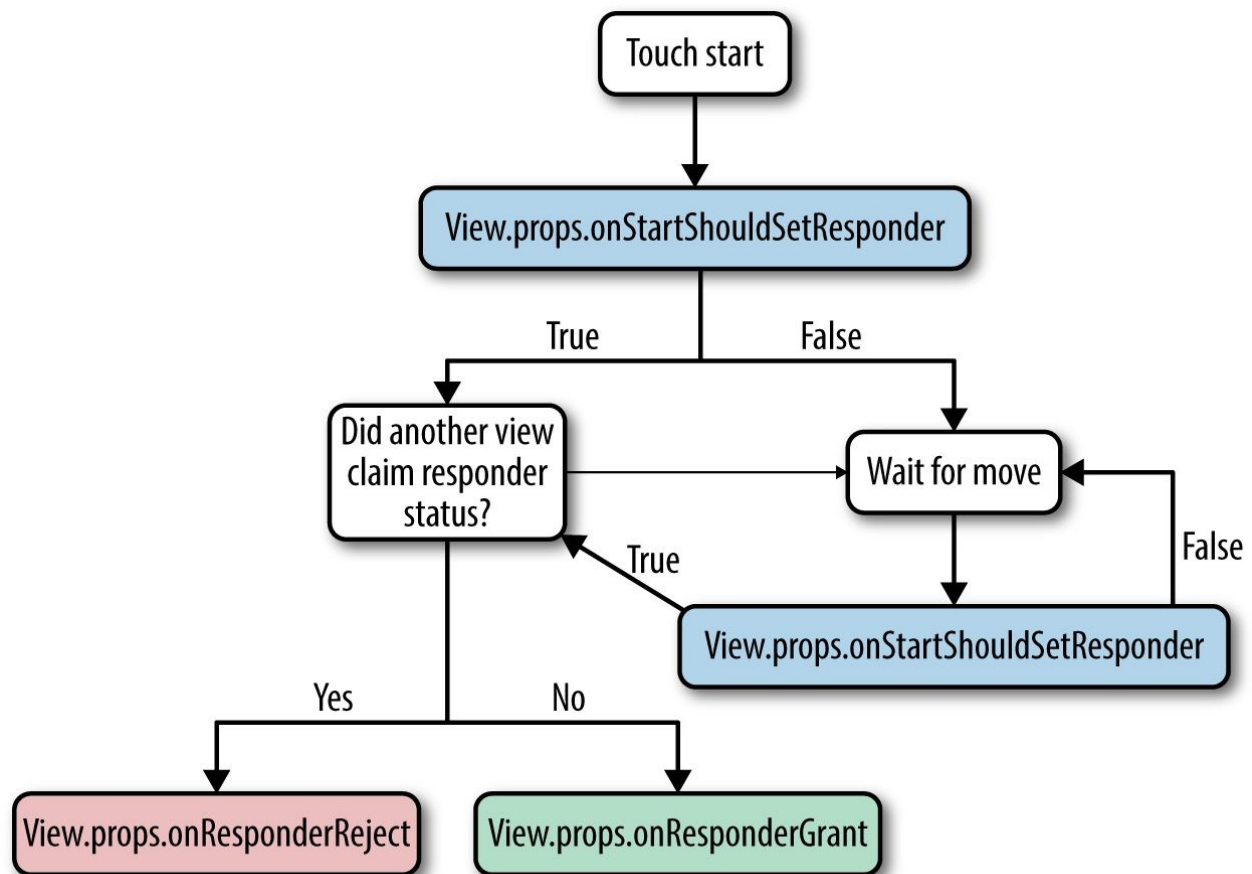 Touch start
View.props.onStartShouldSetResponder
True
False
Did another view
claim responder
status?
Wait for move
True
False
View.props.onStartShouldSetResponder
Yes
No
View.props.onResponderReject
View.props.onResponderGrant